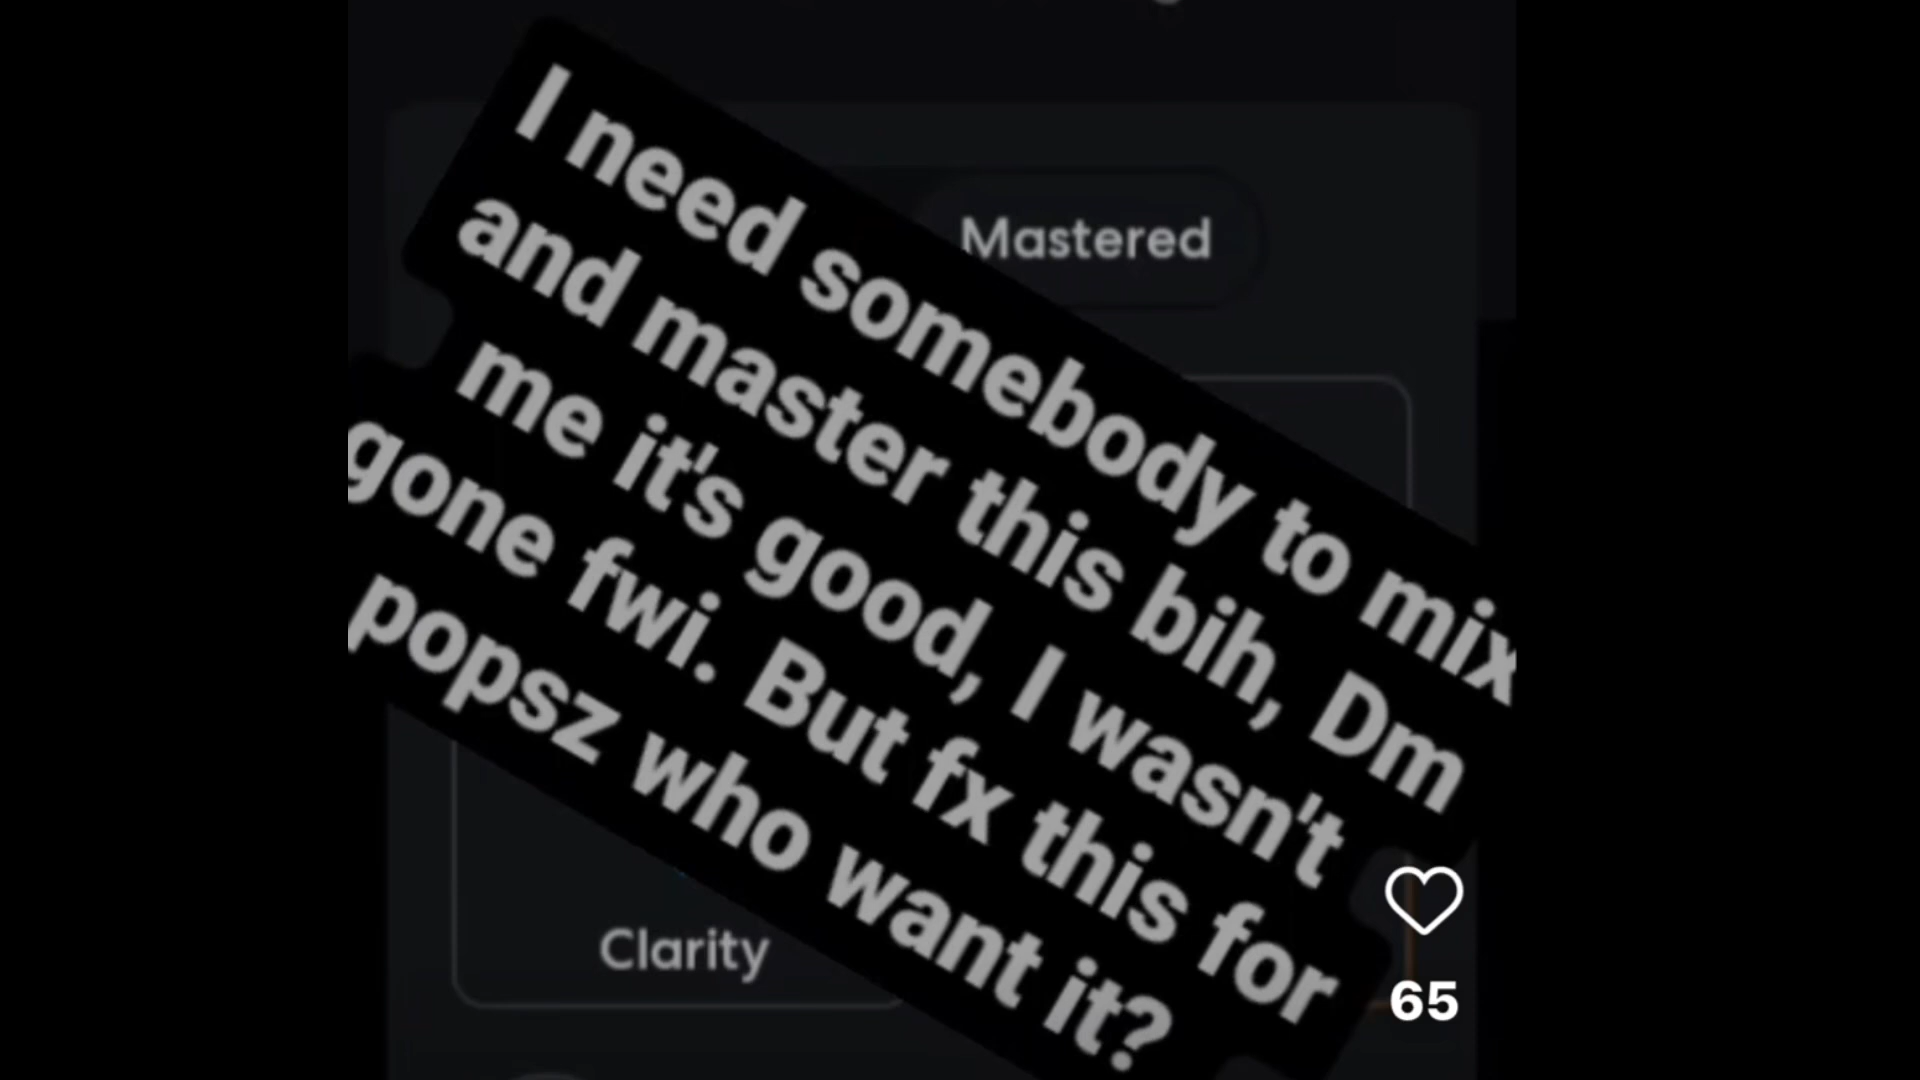 I need somebody to mix
and master this bih, Dm
me it's good, I wasn't
gone fwi. But fx this for
popsz who want it?
Mastered
Clarity
65